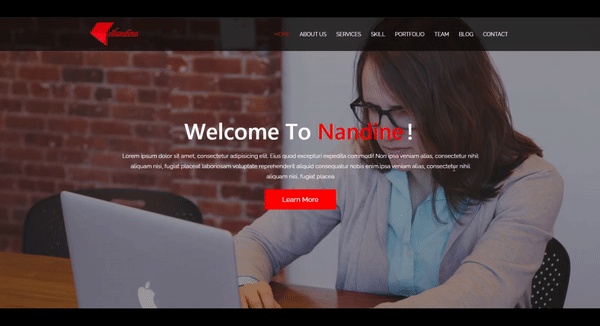 Nandine
HOME ABOUT US SERVICES SKILL PORTFOLIO TEAM BLOG CONTACT
Welcome To Nandine !
Lorem ipsum dolor sit amet, consectetur adipisicing elit. Eius quod excepturi expedita commodi! Non ipsa veniam alias, consectetur nihil
aliquam nisi, fugiat placeat laboriosam voluptate reprehenderit aliquid consequatur nobis enim.ipsa veniam alias, consectetur nihil
aliquam nisi, fugiat placea
Learn More